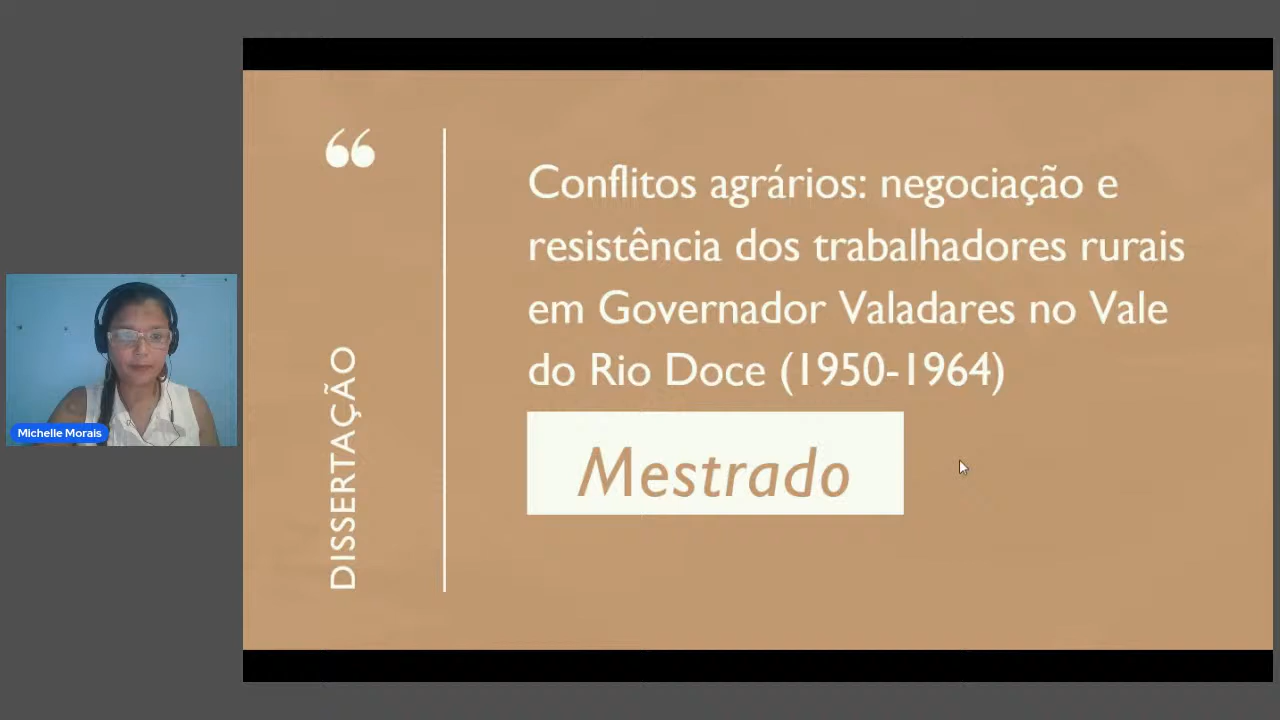 “
Conflitos agrários: negociação e
resistência dos trabalhadores rurais
em Governador Valadares no Vale
do Rio Doce (1950-1964)
Mestrado
DISSERTAÇÃO
Michelle Morais